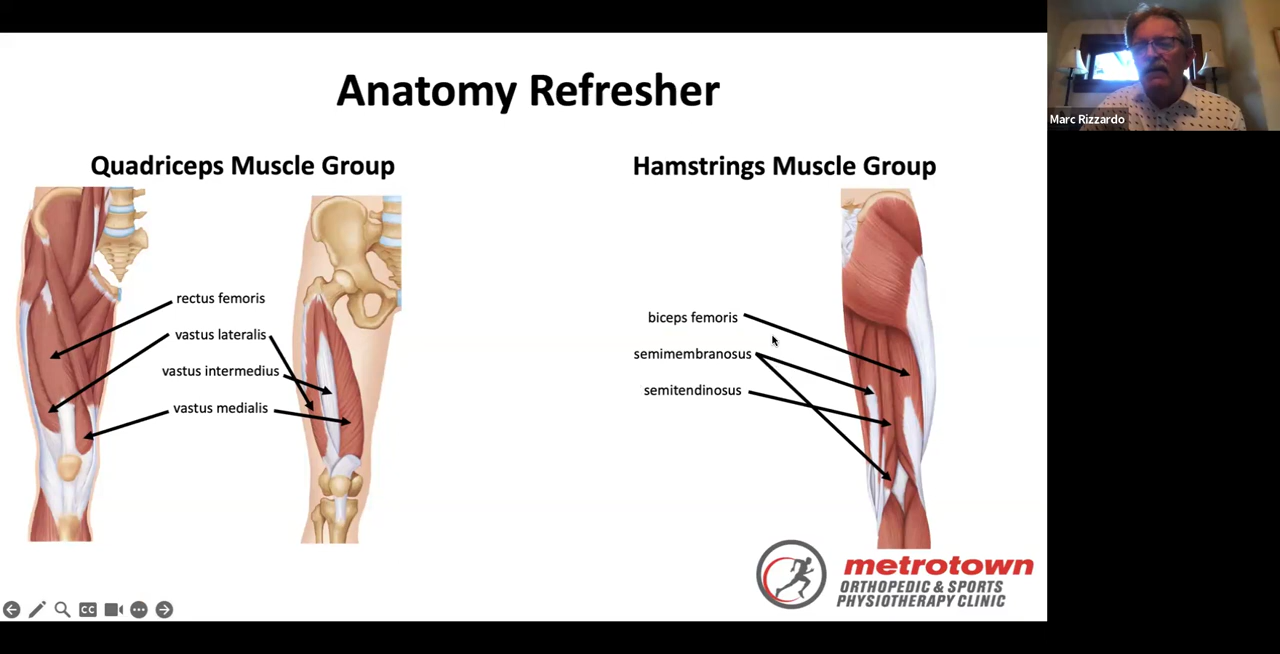 Anatomy Refresher
Marc Rizzardo
Quadriceps Muscle Group
rectus femoris
vastus lateralis
vastus intermedius
vastus medialis
Hamstrings Muscle Group
biceps femoris
semimembranosus
semitendinosus
metrotown
ORTHOPEDIC & SPORTS
PHYSIOTHERAPY CLINIC
CC